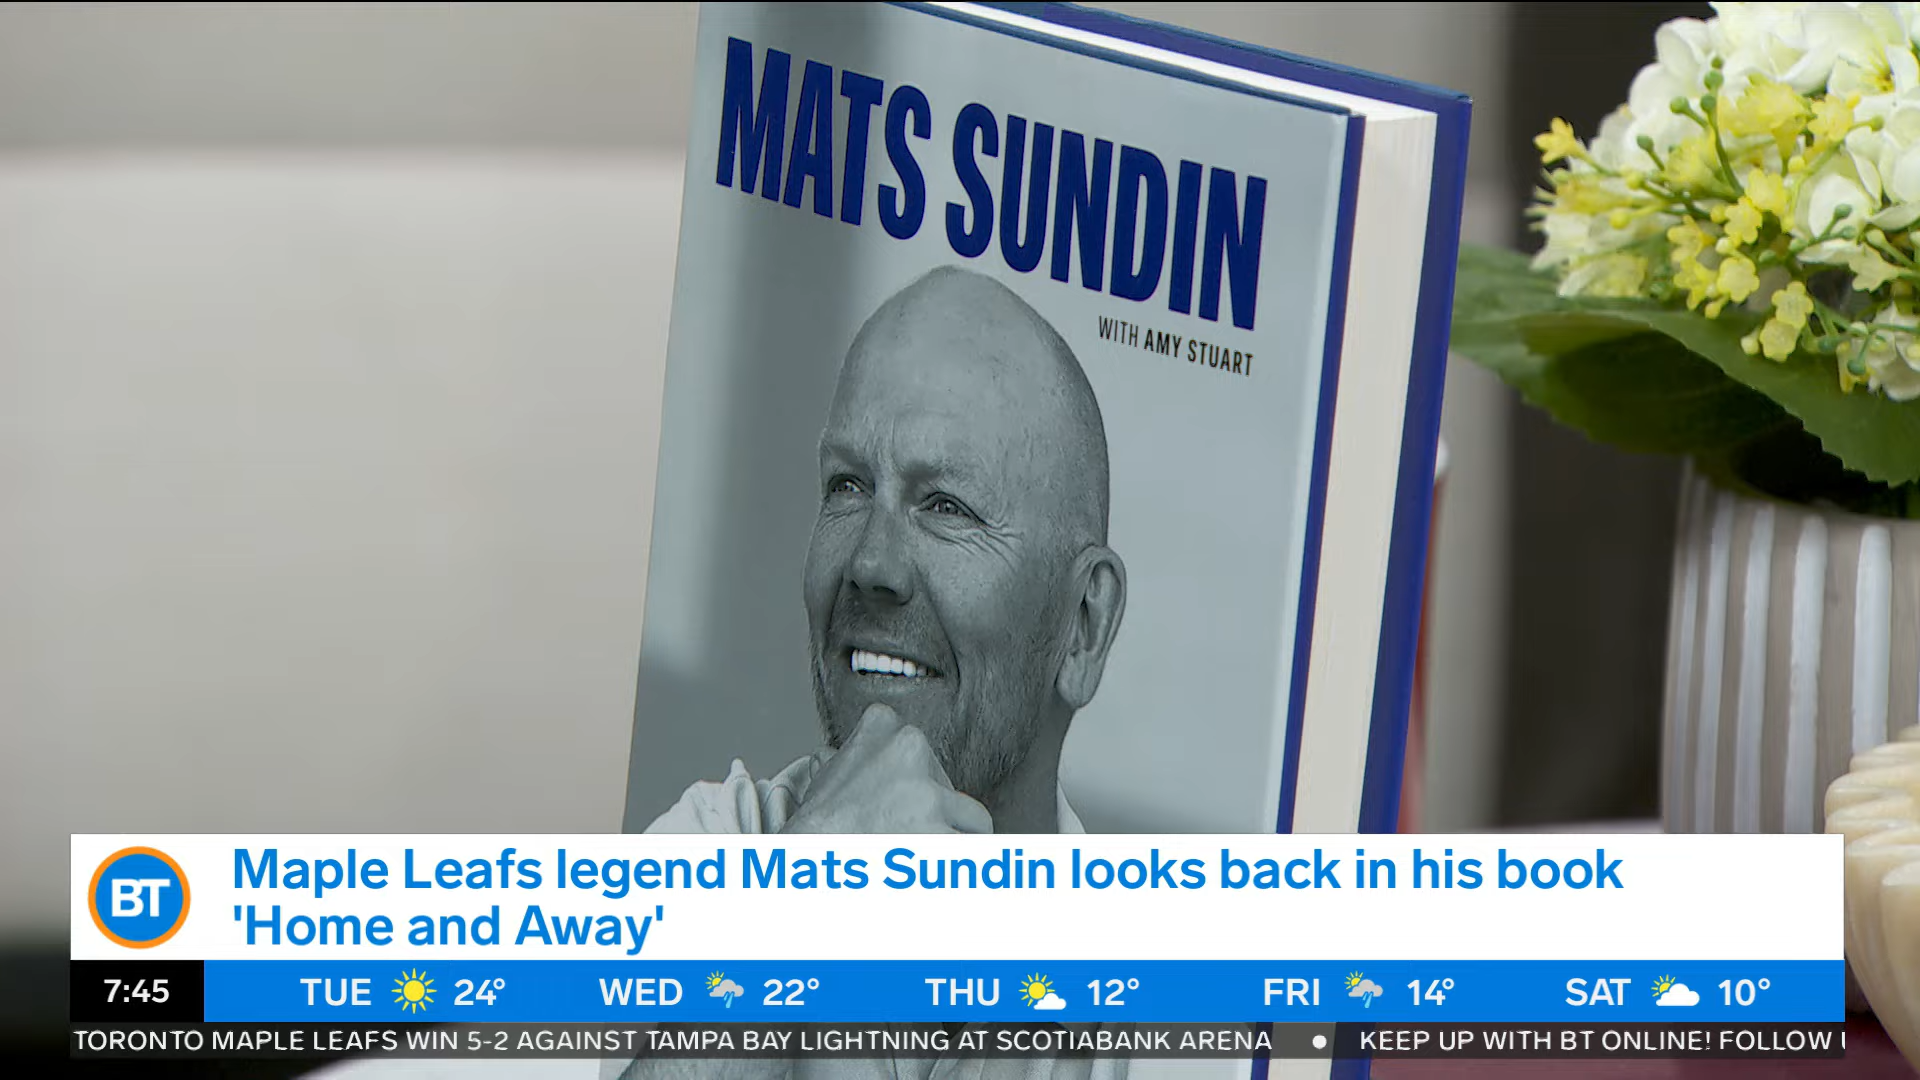 MATS SUNDIN
WITH AMY STUART
BT
Maple Leafs legend Mats Sundin looks back in his book
'Home and Away'
7:45 TUE 24° WED 22° THU 12° FRI 14° SAT 10°
TORONTO MAPLE LEAFS WIN 5-2 AGAINST TAMPA BAY LIGHTNING AT SCOTIABANK ARENA ● KEEP UP WITH BT ONLINE! FOLLOW